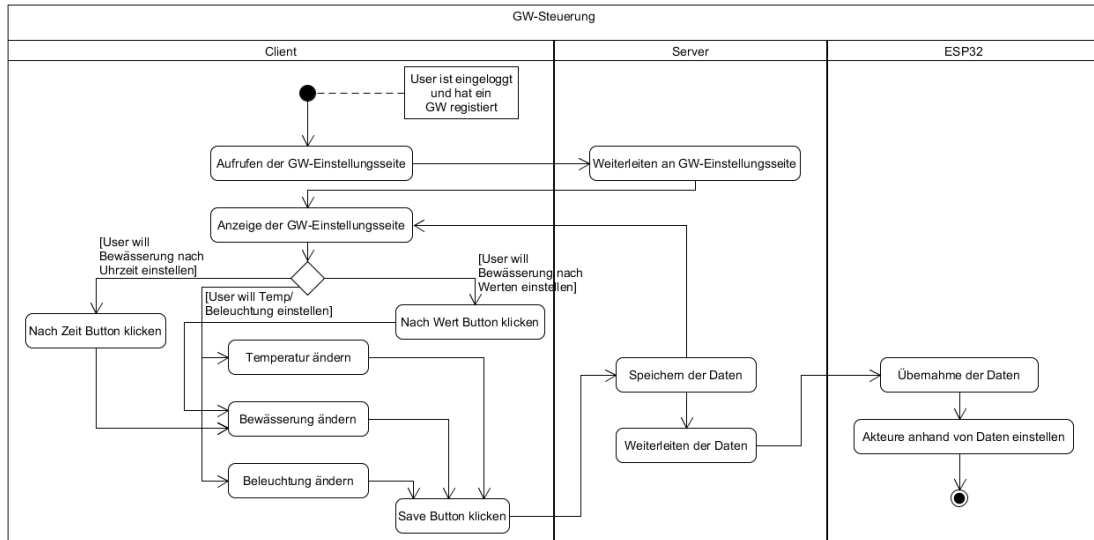 GW-Steuerung
Client
Server
ESP32
User ist eingeloggt
und hat ein
GW registiert
Aufrufen der GW-Einstellungsseite
Weiterleiten an GW-Einstellungsseite
Anzeige der GW-Einstellungsseite
[User will
Bewässerung nach
Uhrzeit einstellen]
[User will
Bewässerung nach
Werten einstellen]
[User will Temp/
Beleuchtung einstellen]
Nach Zeit Button klicken
Nach Wert Button klicken
Temperatur ändern
Speichern der Daten
Übernahme der Daten
Bewässerung ändern
Weiterleiten der Daten
Akteure anhand von Daten einstellen
Beleuchtung ändern
Save Button klicken